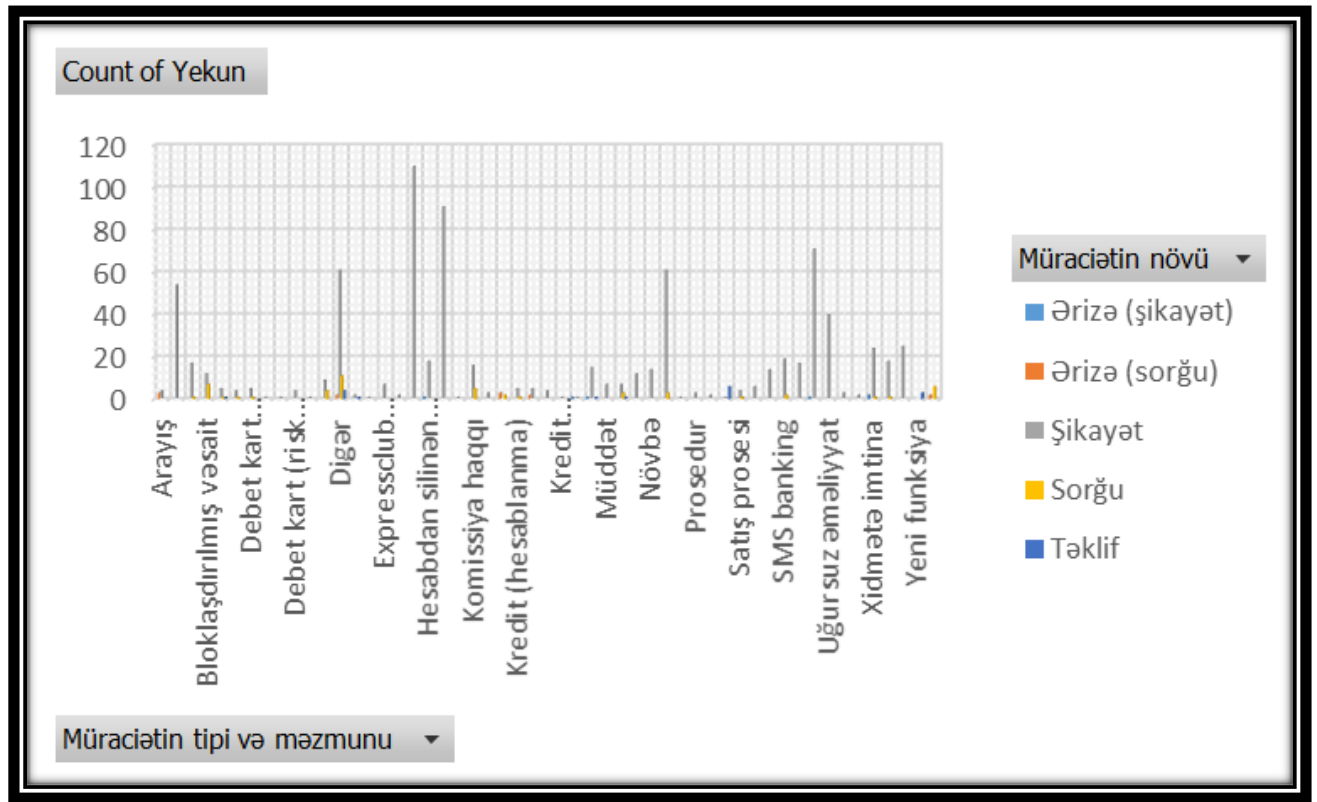 Count of Yekun
120
100
80
60
40
20
0
Arayış
Bloklaşdırılmış vəsait
Debet kart...
Debet kart (risk...
Digər
Expressclub...
Hesabdan silinən...
Komissiya haqqı
Kredit (hesablanma)
Kredit...
Müddət
Növbə
Prosedur
Satış prosesi
SMS banking
Uğursuz əməliyyat
Xidmətə imtina
Yeni funksiya
Müraciətin növü
Ərizə (şikayət)
Ərizə (sorğu)
Şikayət
Sorğu
Təklif
Müraciətin tipi və məzmunu